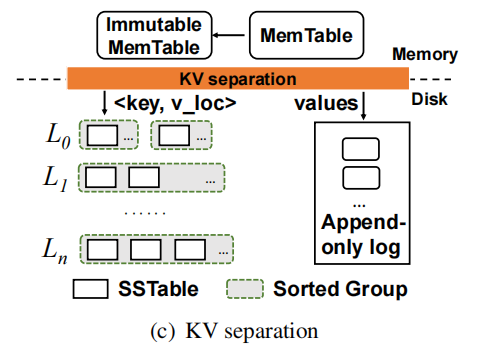 Immutable
MemTable
MemTable
Memory
KV separation
Disk
<key, v_loc>
values
L0
...
...
L1
...
......
...
Append-
only log
Ln
...
SSTable
Sorted Group
(c) KV separation